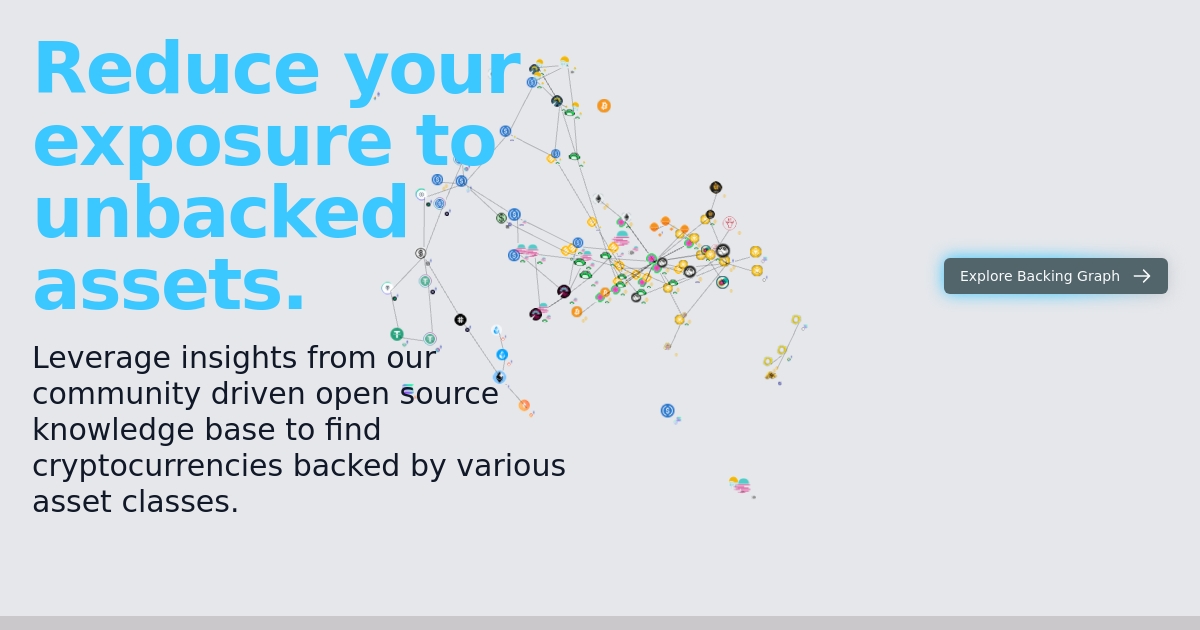 Reduce your
exposure to
unbacked
assets.
Leverage insights from our
community driven open source
knowledge base to find
cryptocurrencies backed by various
asset classes.
Explore Backing Graph